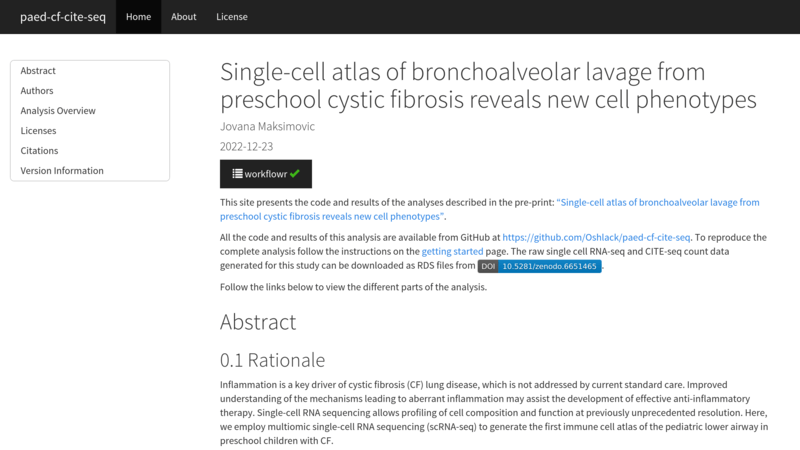 paed-cf-cite-seq Home About License
Abstract
Authors
Analysis Overview
Licenses
Citations
Version Information
Single-cell atlas of bronchoalveolar lavage from
preschool cystic fibrosis reveals new cell phenotypes
Jovana Maksimovic
2022-12-23
workflowr
This site presents the code and results of the analyses described in the pre-print: “Single-cell atlas of bronchoalveolar lavage from
preschool cystic fibrosis reveals new cell phenotypes”.
All the code and results of this analysis are available from GitHub at https://github.com/Oshlack/paed-cf-cite-seq. To reproduce the
complete analysis follow the instructions on the getting started page. The raw single cell RNA-seq and CITE-seq count data
generated for this study can be downloaded as RDS files from DOI 10.5281/zenodo.6651465.
Follow the links below to view the different parts of the analysis.
Abstract
0.1 Rationale
Inflammation is a key driver of cystic fibrosis (CF) lung disease, which is not addressed by current standard care. Improved
understanding of the mechanisms leading to aberrant inflammation may assist the development of effective anti-inflammatory
therapy. Single-cell RNA sequencing allows profiling of cell composition and function at previously unprecedented resolution. Here,
we employ multiomic single-cell RNA sequencing (scRNA-seq) to generate the first immune cell atlas of the pediatric lower airway in
preschool children with CF.